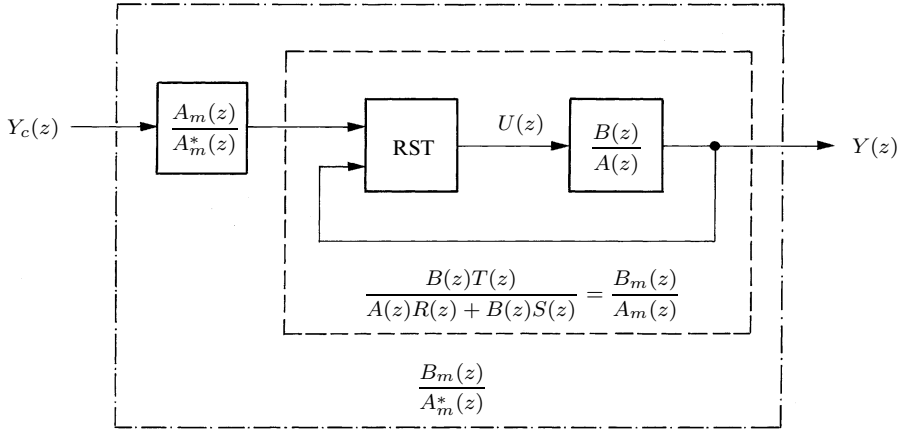 Y_c(z)
A_m(z)
A_m^*(z)
RST
U(z)
B(z)
A(z)
Y(z)
B(z)T(z) / A(z)R(z) + B(z)S(z) = B_m(z) / A_m(z)
B_m(z)
A_m^*(z)